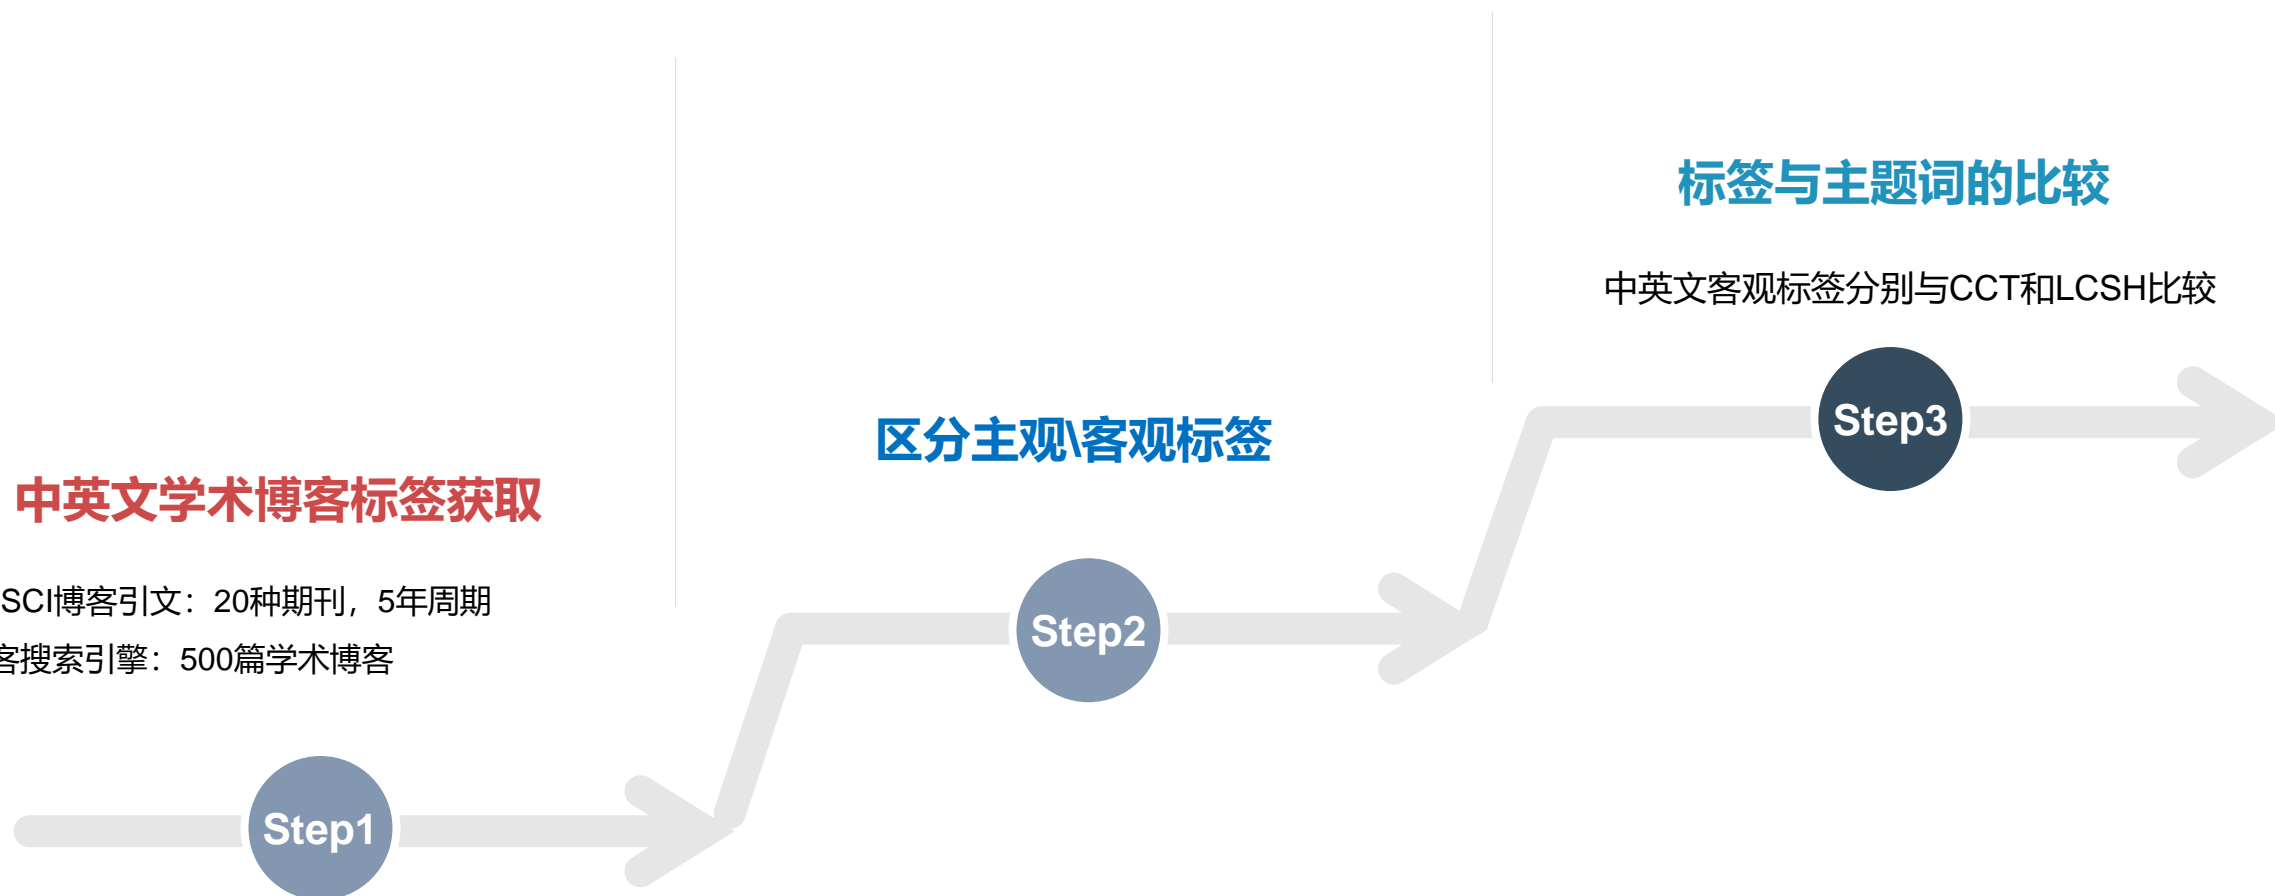 中英文学术博客标签获取
SCI博客引文：20种期刊，5年周期
客搜索引擎：500篇学术博客
Step1
区分主观\客观标签
Step2
标签与主题词的比较
中英文客观标签分别与CCT和LCSH比较
Step3